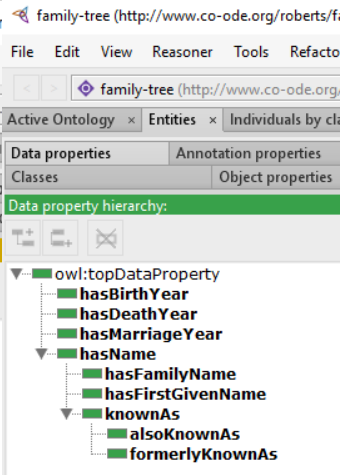 family-tree (http://www.co-ode.org/roberts/fa
File Edit View Reasoner Tools Refacto
family-tree (http://www.co-ode.org/
Active Ontology × Entities × Individuals by cla
Data properties Annotation properties
Classes Object properties
Data property hierarchy:
owl:topDataProperty
hasBirthYear
hasDeathYear
hasMarriageYear
hasName
hasFamilyName
hasFirstGivenName
knownAs
alsoKnownAs
formerlyKnownAs